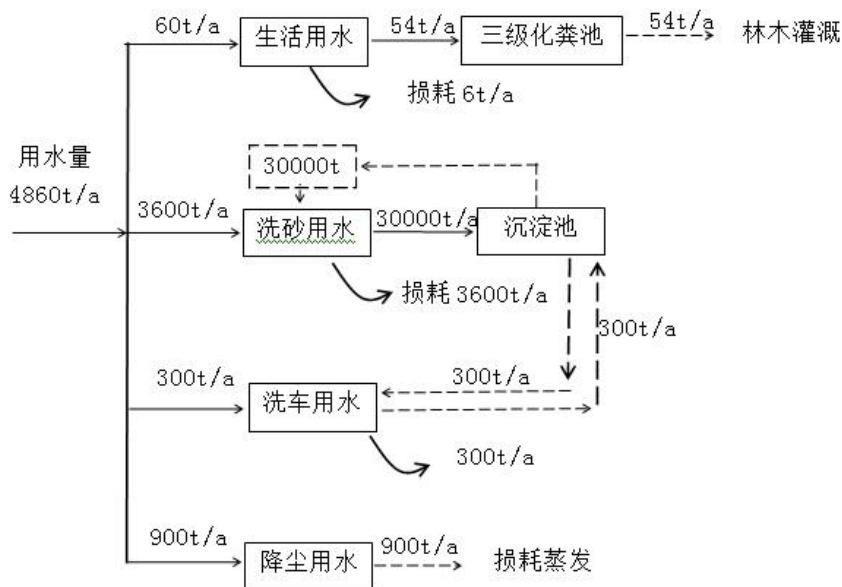 60t/a
生活用水
54t/a
三级化粪池
54t/a
林木灌溉
损耗 6t/a
用水量
4860t/a
30000t
3600t/a
洗砂用水
30000t/a
沉淀池
损耗 3600t/a
300t/a
300t/a
洗车用水
300t/a
300t/a
900t/a
降尘用水
900t/a
损耗蒸发